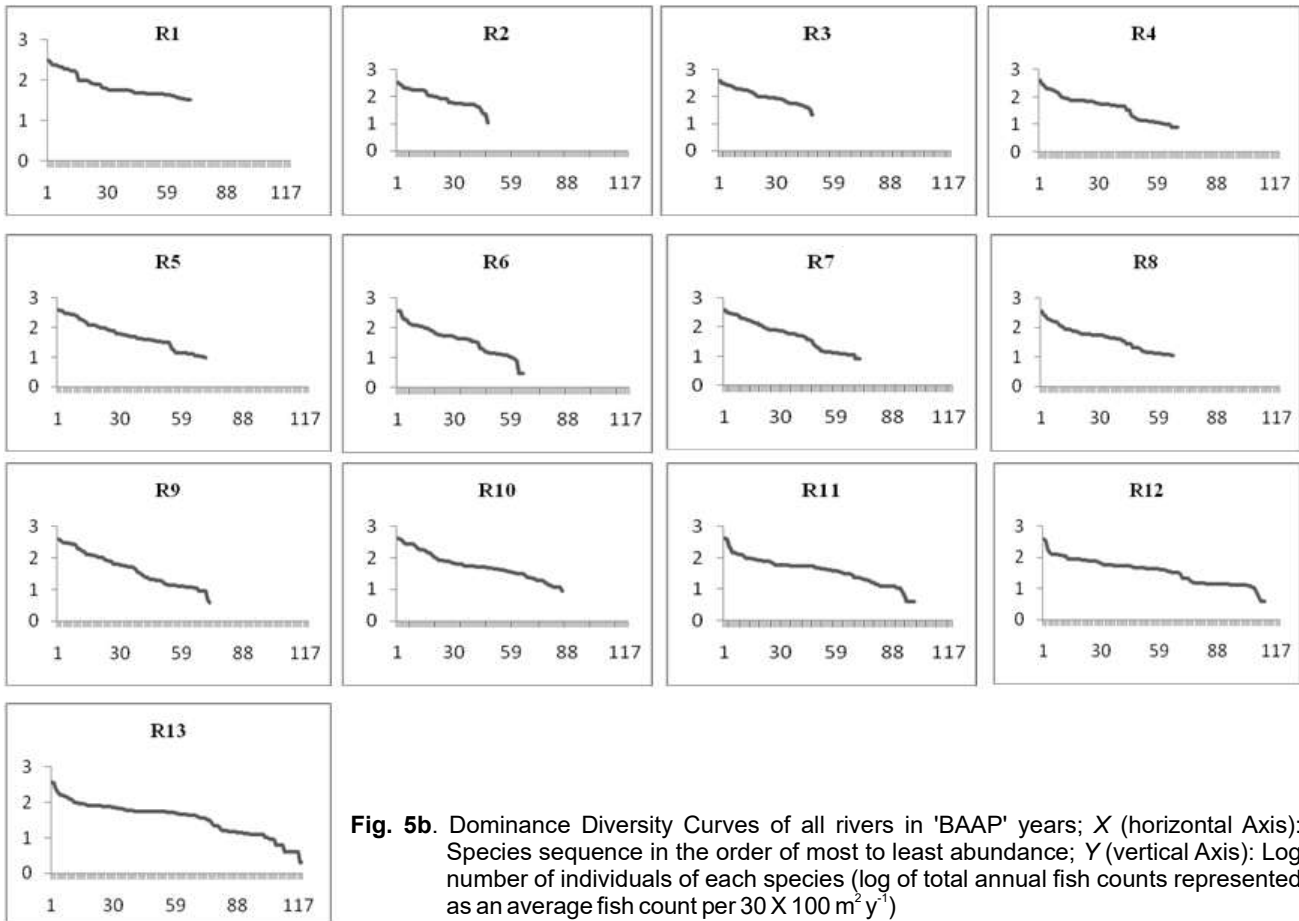 R1
3
2
1
0
1 30 59 88 117
R2
3
2
1
0
1 30 59 88 117
R3
3
2
1
0
1 30 59 88 117
R4
3
2
1
0
1 30 59 88 117
R5
3
2
1
0
1 30 59 88 117
R6
3
2
1
0
1 30 59 88 117
R7
3
2
1
0
1 30 59 88 117
R8
3
2
1
0
1 30 59 88 117
R9
3
2
1
0
1 30 59 88 117
R10
3
2
1
0
1 30 59 88 117
R11
3
2
1
0
1 30 59 88 117
R12
3
2
1
0
1 30 59 88 117
R13
3
2
1
0
1 30 59 88 117
Fig. 5b. Dominance Diversity Curves of all rivers in 'BAAP' years; X (horizontal Axis):
Species sequence in the order of most to least abundance; Y (vertical Axis): Log
number of individuals of each species (log of total annual fish counts represented
as an average fish count per 30 X 100 m² y⁻¹)